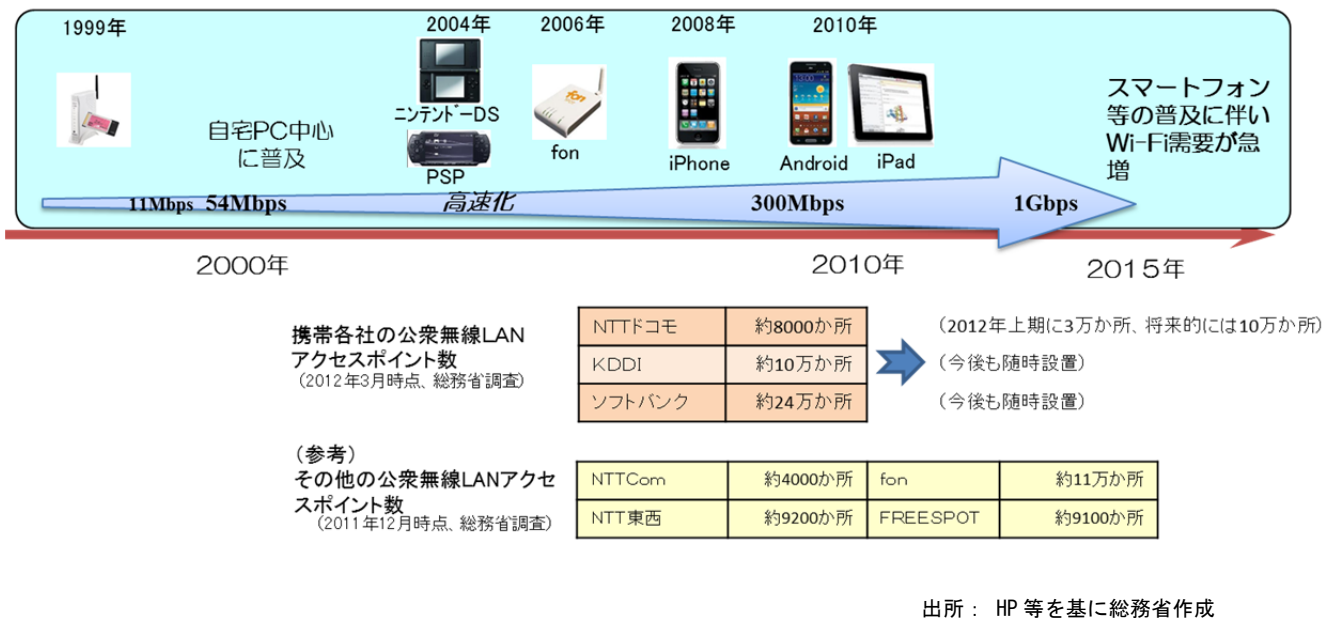 1999年
2004年
2006年
2008年
2010年
自宅PC中心
に普及
ニンテンドーDS
PSP
fon
fon
iPhone
Android
iPad
スマートフォン
等の普及に伴い
Wi-Fi需要が急
増
11Mbps
54Mbps
高速化
300Mbps
1Gbps
2000年
2010年
2015年
携帯各社の公衆無線LAN
アクセスポイント数
（2012年3月時点、総務省調査）
NTTドコモ 約8000か所 （2012年上期に3万か所、将来的には10万か所）
KDDI 約10万か所 （今後も随時設置）
ソフトバンク 約24万か所 （今後も随時設置）
（参考）
その他の公衆無線LANアクセ
スポイント数
（2011年12月時点、総務省調査）
NTTCom 約4000か所 fon 約11万か所
NTT東西 約9200か所 FREESPOT 約9100か所
出所： HP 等を基に総務省作成